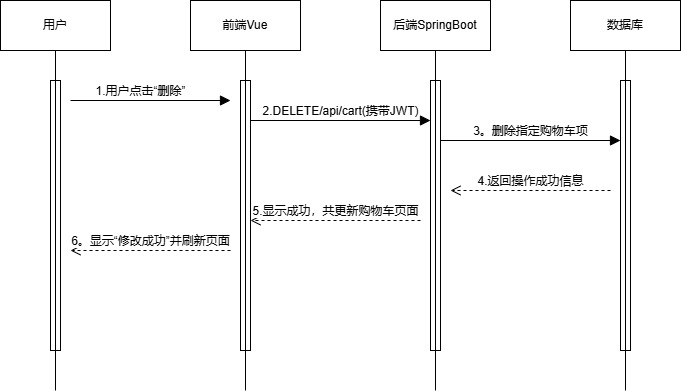 用户
前端Vue
后端SpringBoot
数据库
1.用户点击“删除”
2.DELETE/api/cart(携带JWT)
3。删除指定购物车项
4.返回操作成功信息
5.显示成功，共更新购物车页面
6。显示“修改成功”并刷新页面